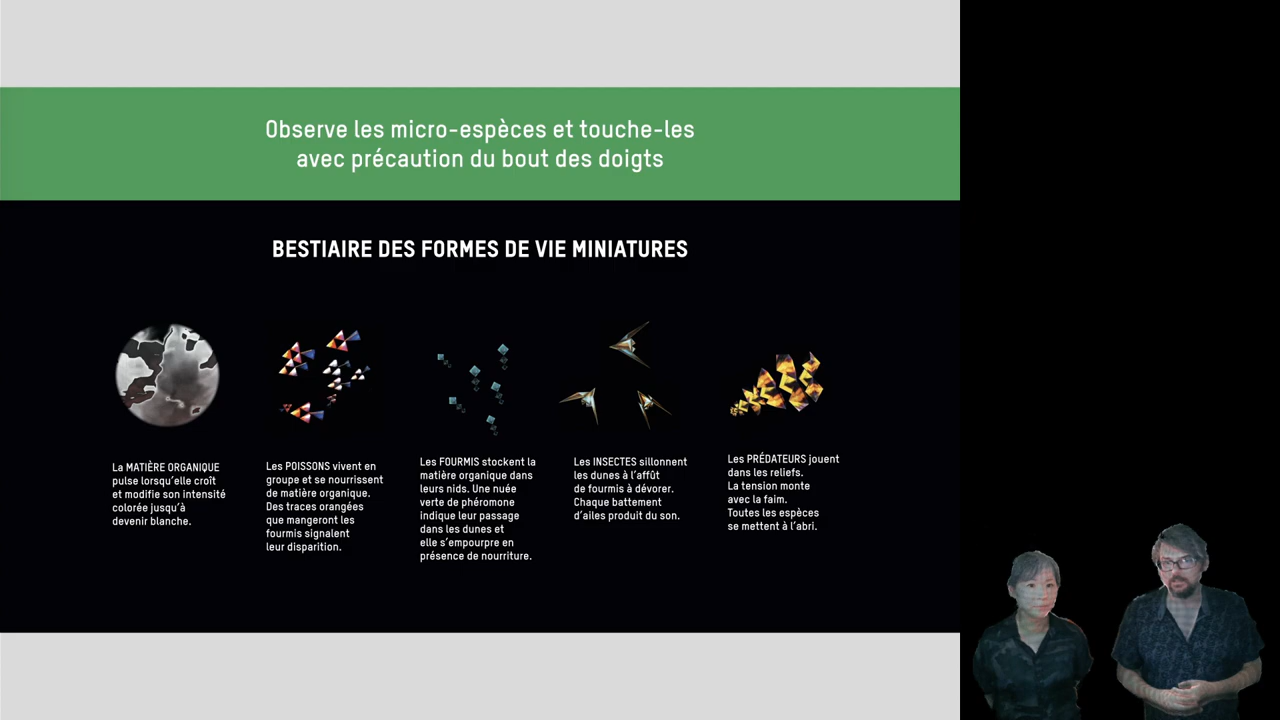 Observe les micro-espèces et touche-les
avec précaution du bout des doigts
BESTIAIRE DES FORMES DE VIE MINIATURES
La MATIÈRE ORGANIQUE
pulse lorsqu'elle croît
et modifie son intensité
colorée jusqu'à
devenir blanche.
Les POISSONS vivent en
groupe et se nourrissent
de matière organique.
Des traces orangées
que mangeront les
fourmis signalent
leur disparition.
Les FOURMIS stockent la
matière organique dans
leurs nids. Une nuée
verte de phéromone
indique leur passage
dans les dunes et
elle s'empourpre en
présence de nourriture.
Les INSECTES sillonnent
les dunes à l'affût
de fourmis à dévorer.
Chaque battement
d'ailes produit du son.
Les PRÉDATEURS jouent
dans les reliefs.
La tension monte
avec la faim.
Toutes les espèces
se mettent à l'abri.